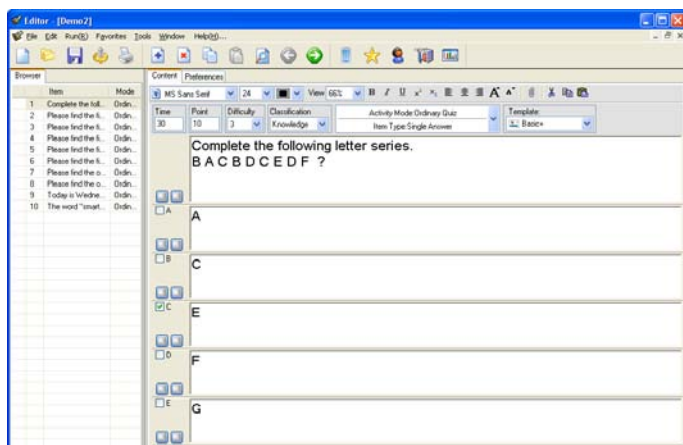 Editor - [Demo2]
File Edit Run(R) Favorites Tools Window Help(H)...
Browser
Content Preferences
Item Mode
1 Complete the foll... Ordin...
2 Please find the fi... Ordin...
3 Please find the fi... Ordin...
4 Please find the fi... Ordin...
5 Please find the fi... Ordin...
6 Please find the fi... Ordin...
7 Please find the o... Ordin...
8 Please find the o... Ordin...
9 Today is Wedne... Ordin...
10 The word "smart... Ordin...
MS Sans Serif 24 View 66% B I U
Time Point Difficulty Classification Activity Mode:Ordinary Quiz Template
30 10 3 Knowledge Item Type:Single Answer Basic+
Complete the following letter series.
B A C B D C E D F ?
A
A
B
C
C
E
D
F
E
G